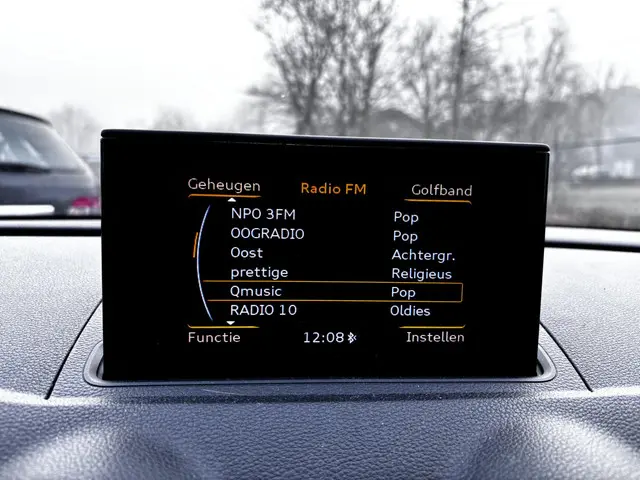 Geheugen Radio FM Golfband
NPO 3FM Pop
OOGRADIO Pop
Oost Achtergr.
prettige Religieus
Qmusic Pop
RADIO 10 Oldies
Functie 12:08 Instellen